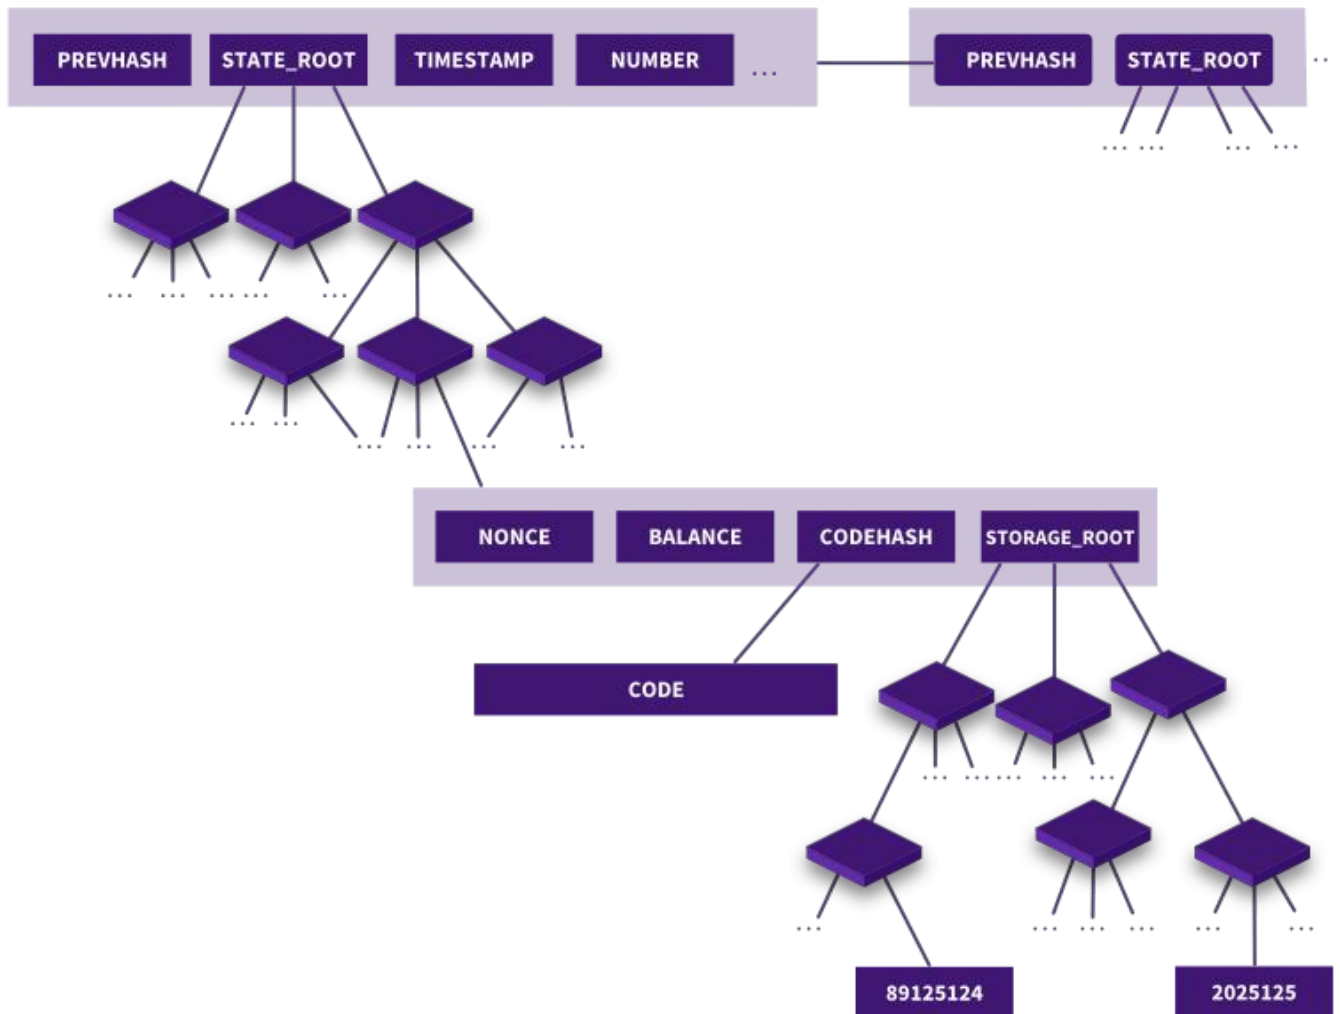 PREVHASH STATE_ROOT TIMESTAMP NUMBER ... PREVHASH STATE_ROOT ..
... ... ... ...
... ... ... ... ...
... ...
... ... ... ...
NONCE BALANCE CODEHASH STORAGE_ROOT
CODE
... ... ... ... ...
... ... ... ... ... ...
89125124 2025125